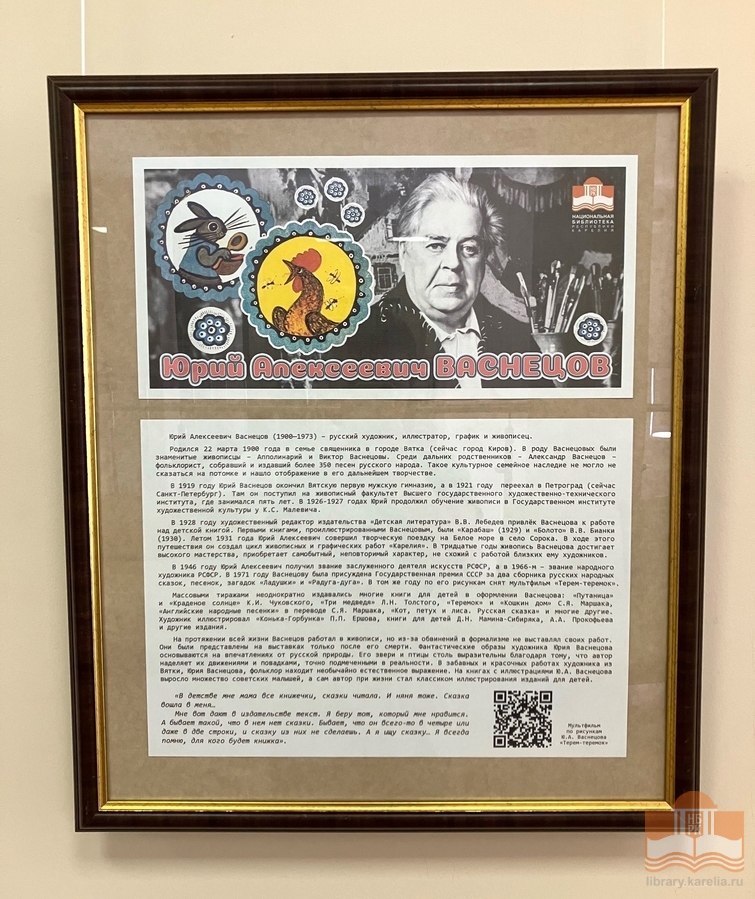 НАЦИОНАЛЬНАЯ
БИБЛИОТЕКА
РЕСПУБЛИКИ
КАРЕЛИЯ
Юрий Алексеевич ВАСНЕЦОВ
Юрий Алексеевич Васнецов (1900—1973) – русский художник, иллюстратор, график и живописец.
Родился 22 марта 1900 года в семье священника в городе Вятка (сейчас город Киров). В роду Васнецовых были
знаменитые живописцы – Апполинарий и Виктор Васнецовы. Среди дальних родственников – Александр Васнецов –
фольклорист, собравший и издавший более 350 песен русского народа. Такое культурное семейное наследие не могло не
сказаться на потомке и нашло отображение в его дальнейшем творчестве.
В 1919 году Юрий Васнецов окончил Вятскую первую мужскую гимназию, а в 1921 году переехал в Петроград (сейчас
Санкт-Петербург). Там он поступил на живописный факультет Высшего государственного художественно-технического
института, где занимался пять лет. В 1926-1927 годах Юрий продолжил обучение живописи в Государственном институте
художественной культуры у К.С. Малевича.
В 1928 году художественный редактор издательства «Детская литература» В.В. Лебедев привлёк Васнецова к работе
над детской книгой. Первыми книгами, проиллюстрированными Васнецовым, были «Карабаш» (1929) и «Болото» В.В. Бианки
(1930). Летом 1931 года Юрий Алексеевич совершил творческую поездку на Белое море в село Сорока. В ходе этого
путешествия он создал цикл живописных и графических работ «Карелия». В тридцатые годы живопись Васнецова достигает
высокого мастерства, приобретает самобытный, неповторимый характер, не схожий с работой близких ему художников.
В 1946 году Юрий Алексеевич получил звание заслуженного деятеля искусств РСФСР, а в 1966-м – звание народного
художника РСФСР. В 1971 году Васнецову была присуждена Государственная премия СССР за два сборника русских народных
сказок, песенок, загадок «Ладушки» и «Радуга-дуга». В том же году по его рисункам снят мультфильм «Терем-теремок».
Массовыми тиражами неоднократно издавались многие книги для детей в оформлении Васнецова: «Путаница»
и «Краденое солнце» К.И. Чуковского, «Три медведя» Л.Н. Толстого, «Теремок» и «Кошкин дом» С.Я. Маршака,
«Английские народные песенки» в переводе С.Я. Маршака, «Кот, петух и лиса. Русская сказка» и многие другие.
Художник иллюстрировал «Конька-Горбунка» П.П. Ершова, книги для детей Д.Н. Мамина-Сибиряка, А.А. Прокофьева
и другие издания.
На протяжении всей жизни Васнецов работал в живописи, но из-за обвинений в формализме не выставлял своих работ.
Они были представлены на выставках только после его смерти. Фантастические образы художника Юрия Васнецова
основываются на впечатлениях от русской природы. Его звери и птицы столь выразительны благодаря тому, что автор
наделяет их движениями и повадками, точно подмеченными в реальности. В забавных и красочных работах художника из
Вятки, Юрия Васнецова, фольклор находит необычайно естественное выражение. На книгах с иллюстрациями Ю.А. Васнецова
выросло множество советских малышей, а сам автор при жизни стал классиком иллюстрирования изданий для детей.
«В детстве мне мама все книжечки, сказки читала. И няня тоже. Сказка
вошла в меня…
Мне вот дают в издательстве текст. Я беру тот, который мне нравится.
А бывает такой, что в нем нет сказки. Бывает, что он всего-то в четыре или
даже в две строки, и сказку из них не сделаешь. А я ищу сказку… Я всегда
помню, для кого будет книжка».
Мультфильм
по рисункам
Ю.А. Васнецова
«Терем-теремок»
НБ
РК
library.karelia.ru